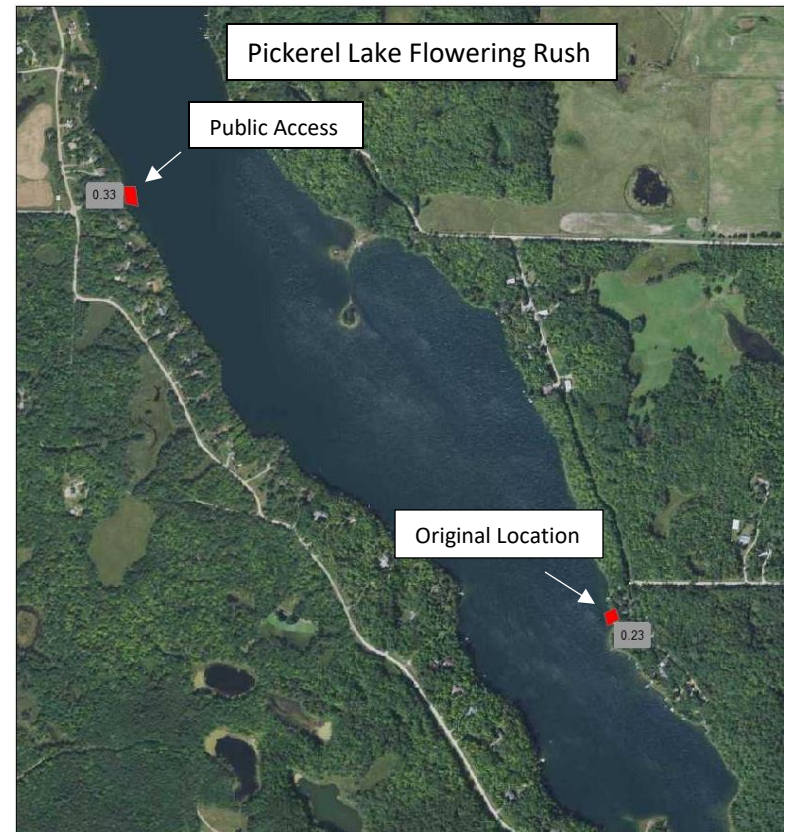 Pickerel Lake Flowering Rush
Public Access
0.33
Original Location
0.23